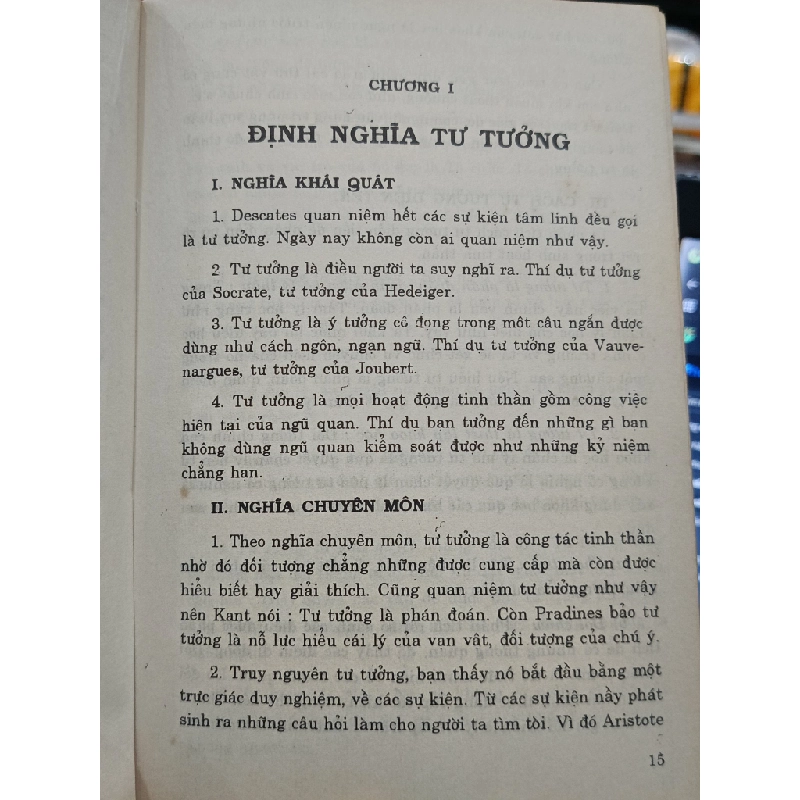 CHƯƠNG I
ĐỊNH NGHĨA TƯ TƯỞNG
I. NGHĨA KHÁI QUÁT
1. Descates quan niệm hết các sự kiện tâm linh đều gọi
là tư tưởng. Ngày nay không còn ai quan niệm như vậy.
2 Tư tưởng là điều người ta suy nghĩ ra. Thí dụ tư tưởng
của Socrate, tư tưởng của Hedeiger.
3. Tư tưởng là ý tưởng cô đọng trong một câu ngắn được
dùng như cách ngôn, ngạn ngữ. Thí dụ tư tưởng của Vauve-
nargues, tư tưởng của Joubert.
4. Tư tưởng là mọi hoạt động tinh thần gồm công việc
hiện tại của ngũ quan. Thí dụ bạn tưởng đến những gì bạn
không dùng ngũ quan kiểm soát được như những kỷ niệm
chẳng hạn.
II. NGHĨA CHUYÊN MÔN
1. Theo nghĩa chuyên môn, tư tưởng là công tác tinh thần
nhờ đó đối tượng chẳng những được cung cấp mà còn được
hiểu biết hay giải thích. Cũng quan niệm tư tưởng như vậy
nên Kant nói : Tư tưởng là phán đoán. Còn Pradines bảo tư
tưởng là nỗ lực hiểu cái lý của vạn vật, đối tượng của chú ý.
2. Truy nguyên tư tưởng, bạn thấy nó bắt đầu bằng một
trực giác duy nghiệm, về các sự kiện. Từ các sự kiện nầy phát
sinh ra những câu hỏi làm cho người ta tìm tòi. Vì đó Aristote
15